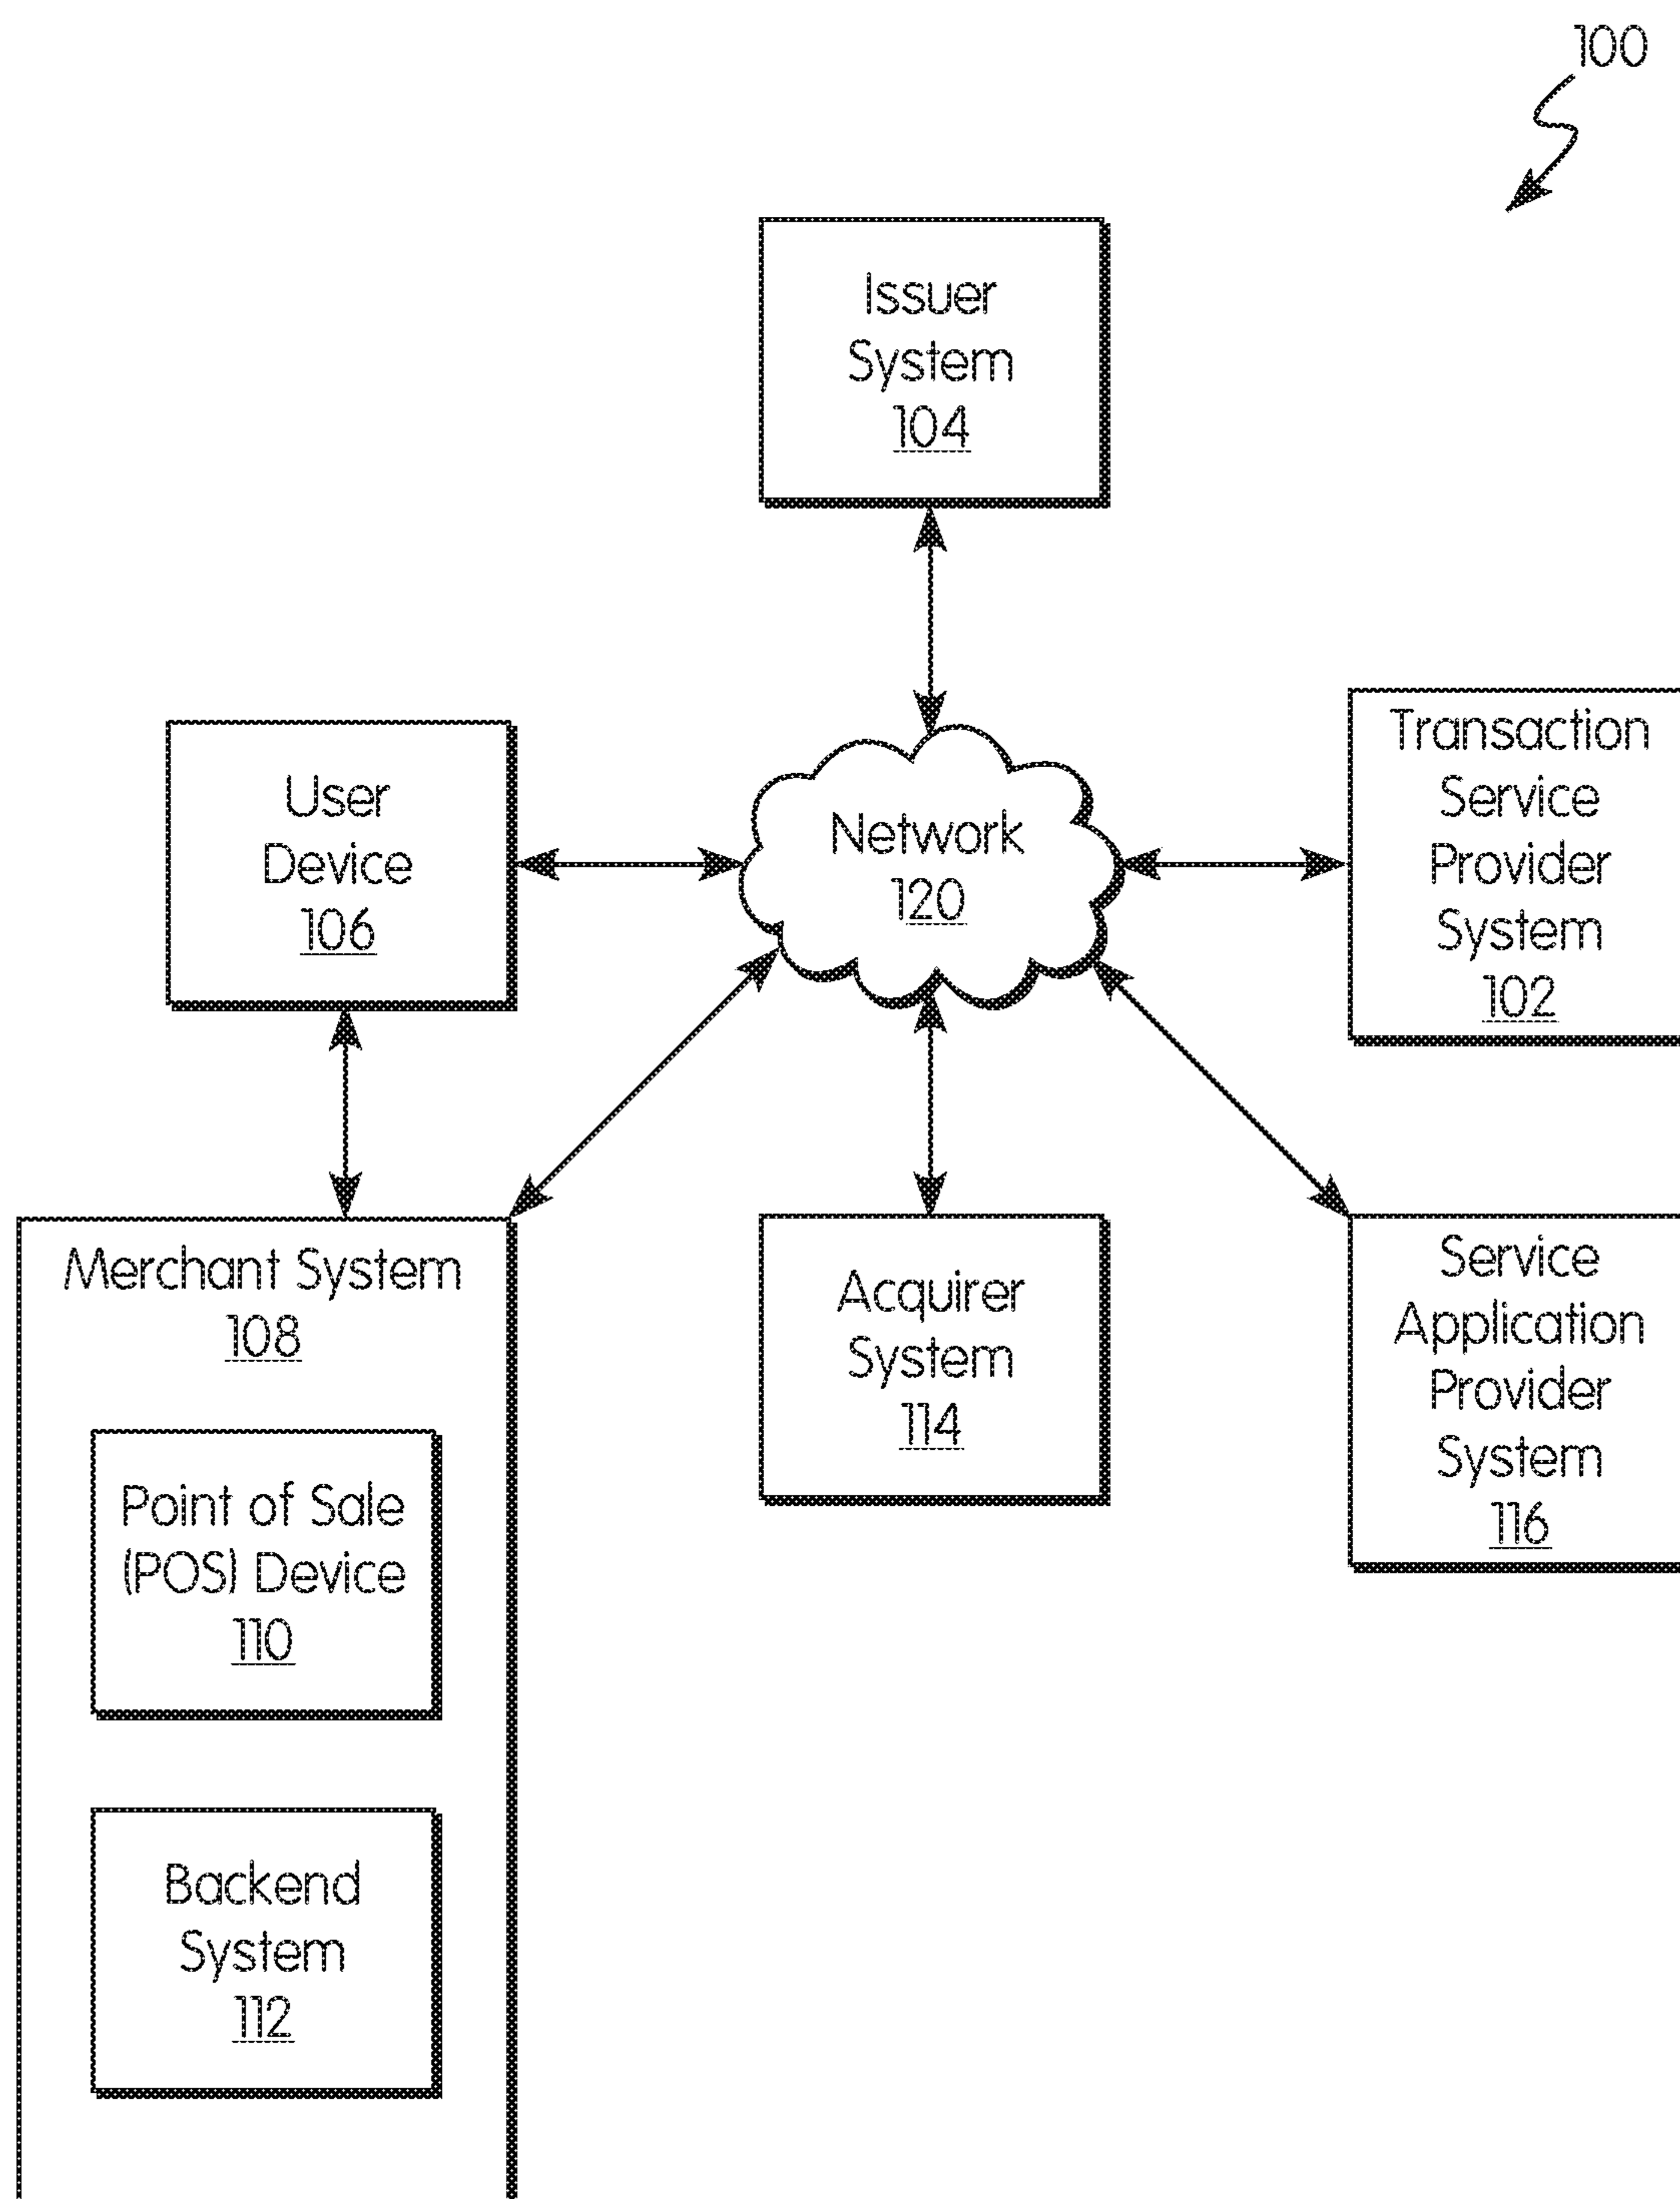 100
Issuer
System
104
User
Device
106
Network
120
Transaction
Service
Provider
System
102
Merchant System
108
Point of Sale
(POS) Device
110
Backend
System
112
Acquirer
System
114
Service
Application
Provider
System
116